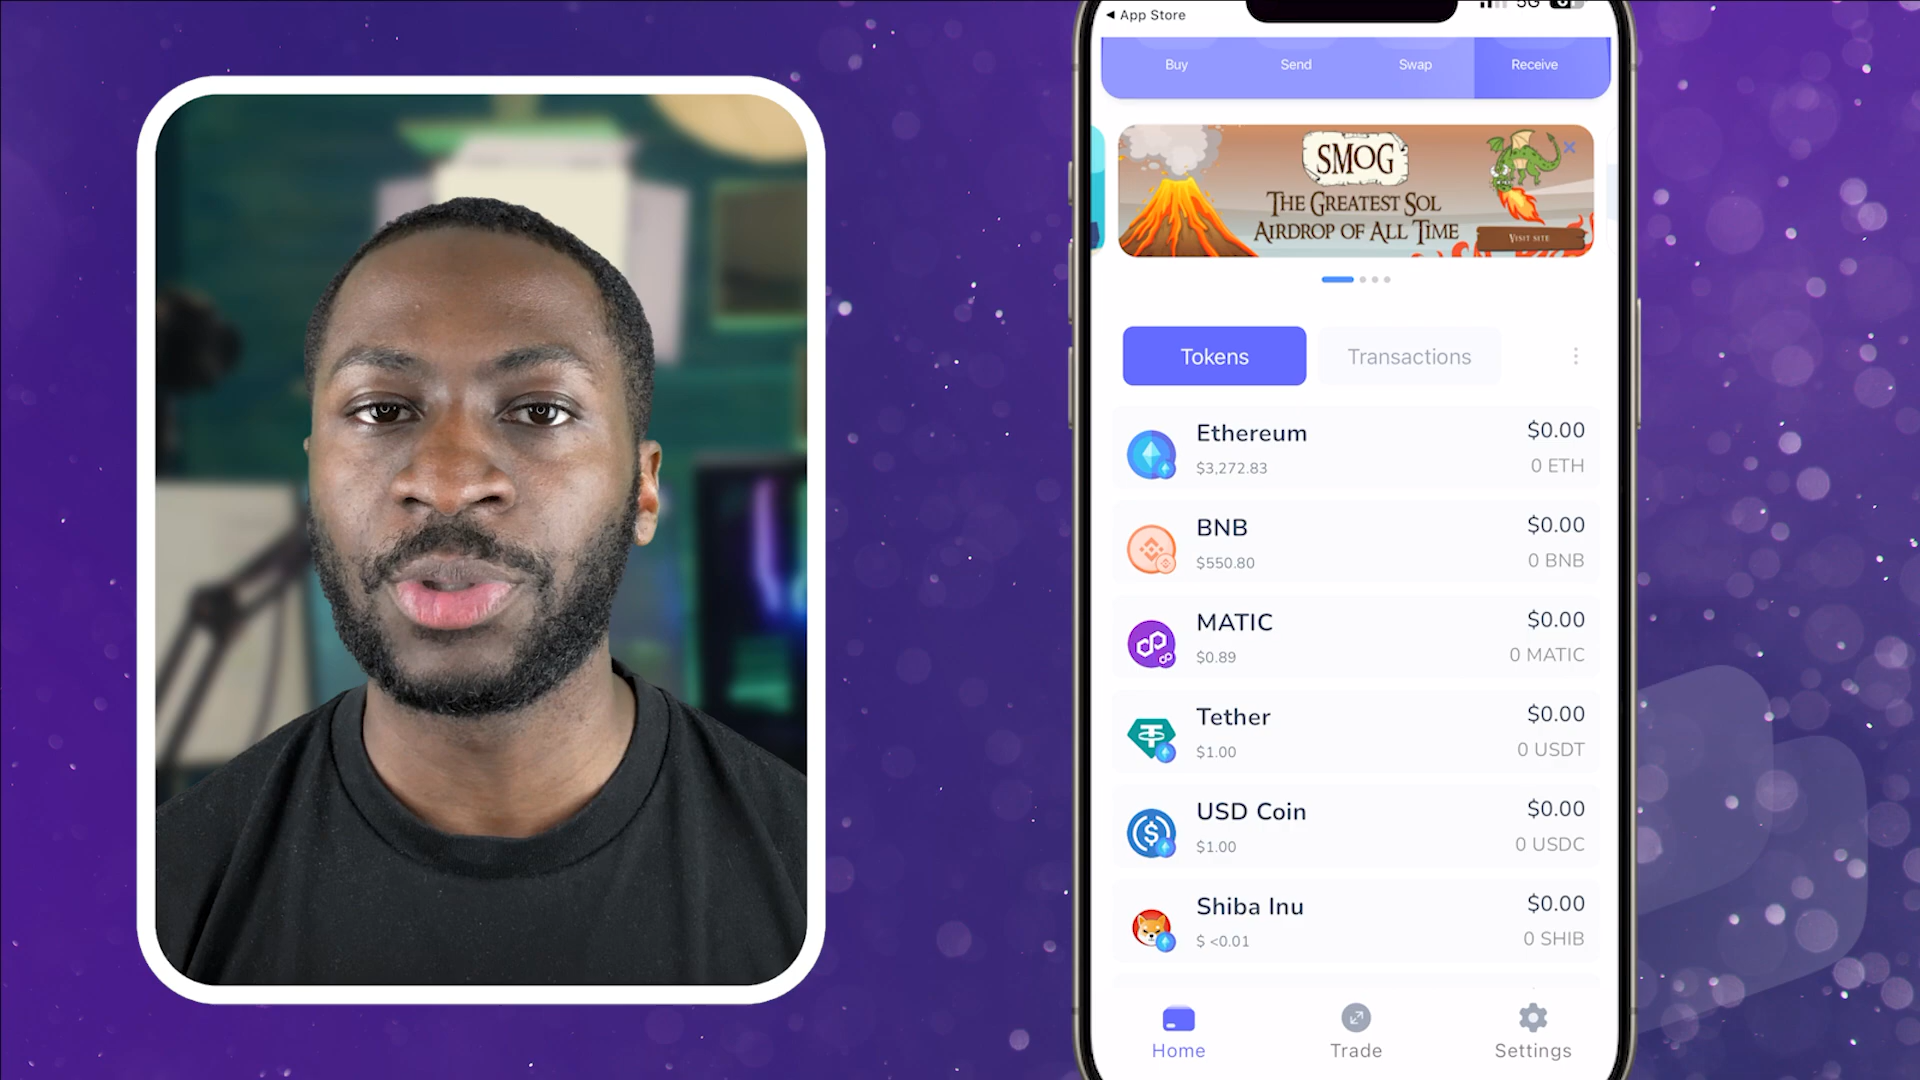 ◀ App Store
5G
Buy
Send
Swap
Receive
SMOG
THE GREATEST SOL
AIRDROP OF ALL TIME
VISIT SITE
Tokens
Transactions
Ethereum
$0.00
$3,272.83
0 ETH
BNB
$0.00
$550.80
0 BNB
MATIC
$0.00
$0.89
0 MATIC
Tether
$0.00
$1.00
0 USDT
USD Coin
$0.00
$1.00
0 USDC
Shiba Inu
$0.00
$ <0.01
0 SHIB
Home
Trade
Settings